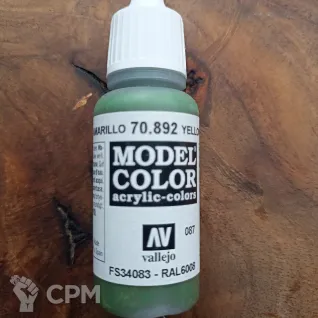 MARILLO 70.892 YELLO
MODEL
COLOR
acrylic-colors
087
AV
vallejo
FS34083 - RAL6006
CPM